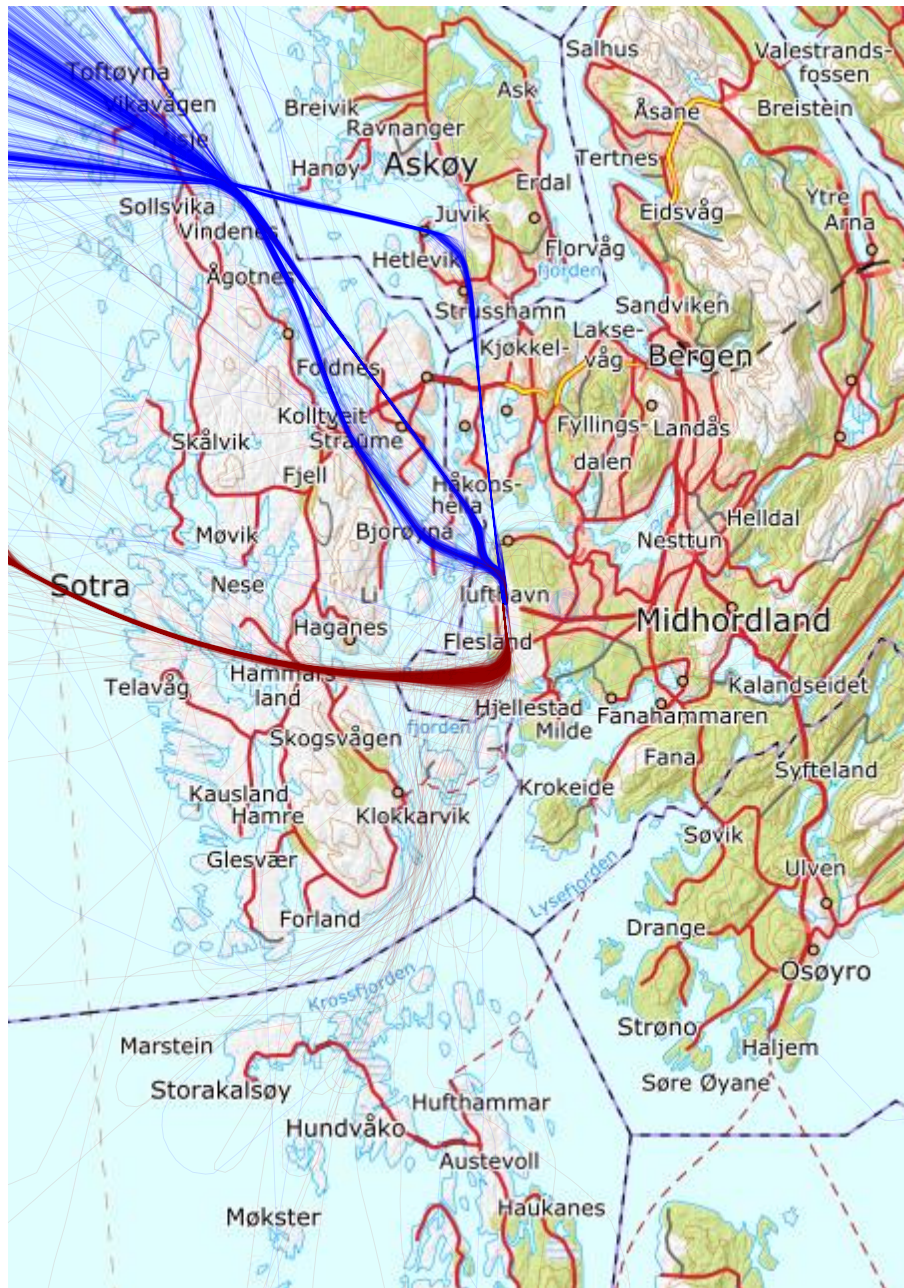 Salhus
Valestrands-
fossen
Toftøyna
Ask
Vikavågen
Breivik
Åsane
Breistein
Ravnanger
Askøy
Hanøy
Tertnes
Erdal
Ytre
Arna
Sollsvika
Juvik
Eidsvåg
Vindenes
Hetlevik
Florvåg
fjorden
Ågotnes
Strusshamn
Sandviken
Kjøkkel-
Lakse-
våg
Bergen
Foldnes
Kolltveit
Straume
Skålvik
Fyllings-
dalen
Landås
Fjell
Håkons-
hella
Helldal
Møvik
Bjorøyna
Nesttun
Sotra
Nese
Li
lufthavn
Haganes
Flesland
Midhordland
Telavåg
Hammars-
land
Kalandseidet
Hjellestad
Milde
Fanahammaren
fjorden
Skogsvågen
Fana
Syfteland
Kausland
Hamre
Klokkarvik
Krokeide
Søvik
Glesvær
Ulven
Lysefjorden
Forland
Drange
Osøyro
Krossfjorden
Strøno
Marstein
Haljem
Storakalsøy
Søre Øyane
Hufthammar
Hundvåko
Austevoll
Møkster
Haukanes